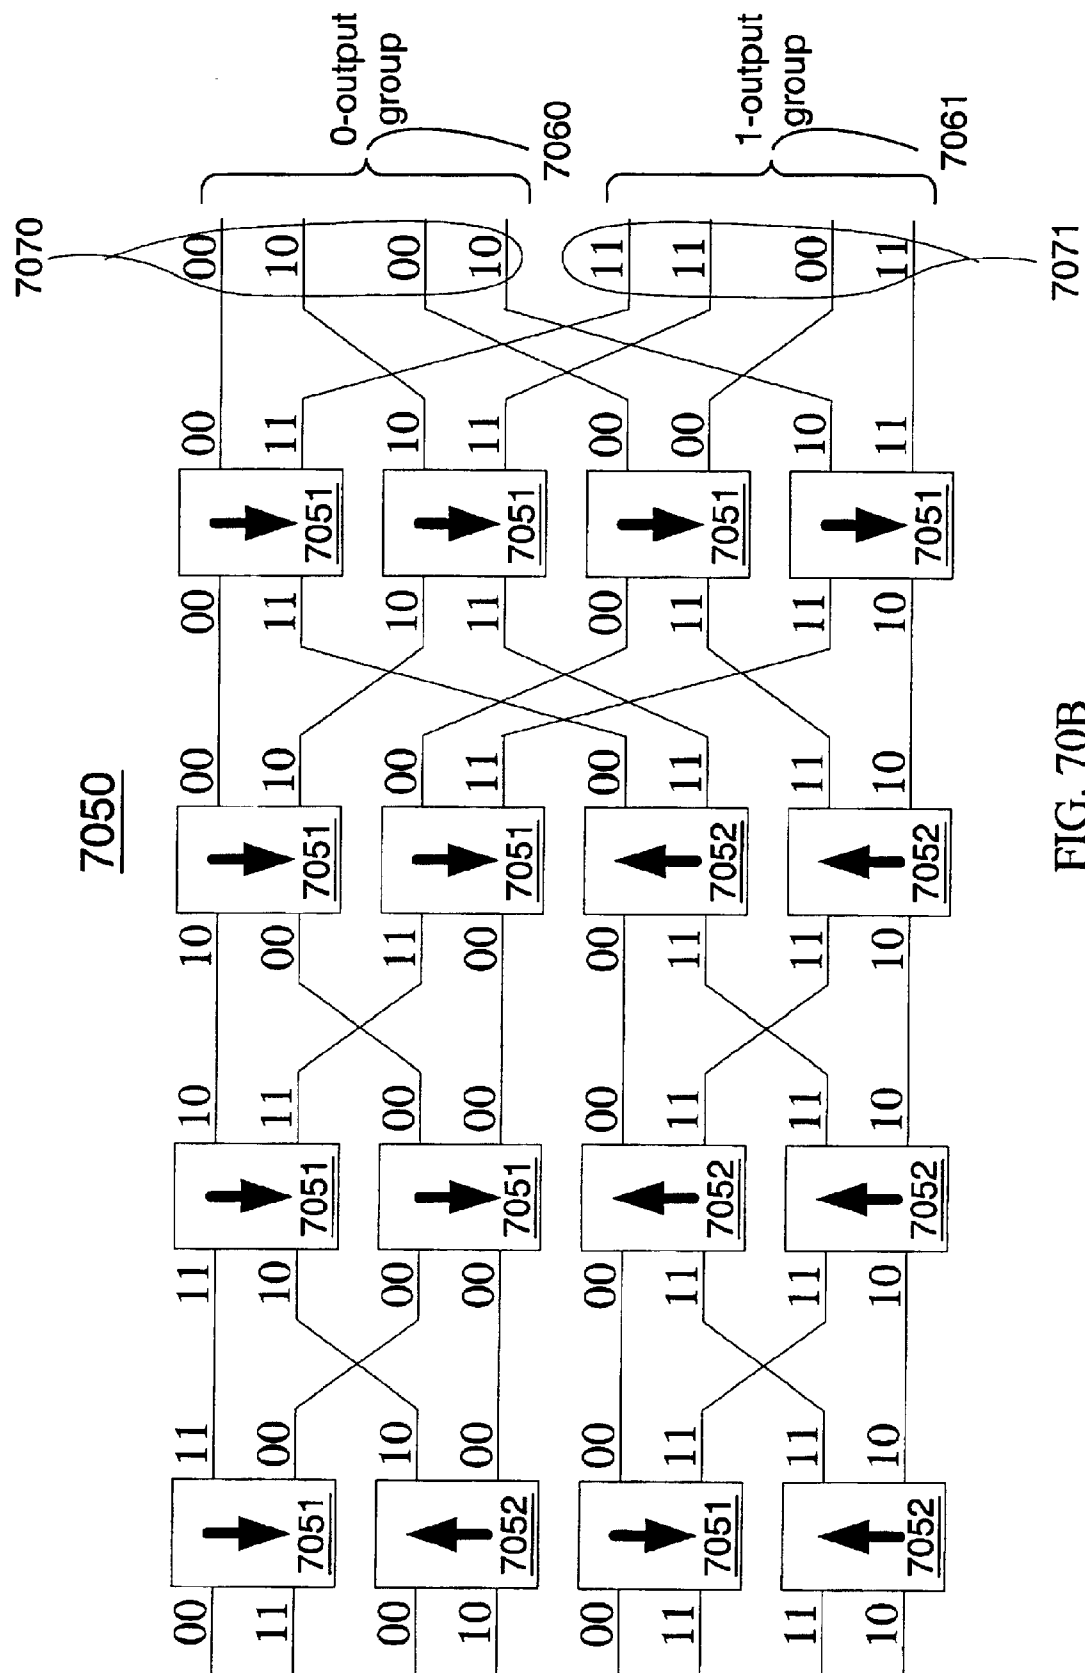 7070
7050
00 11 11 10 10 00 00 00 00
11 00 10 11 00 10 11 11 10
7051 7051 7051 7051
0-output
group
00 10 00 00 11 00 10 10 00
10 00 00 00 00 11 11 11 10
7052 7051 7051 7051
7060
00 00 00 00 00 00 00 00 11
11 11 11 11 11 11 11 00 11
7051 7052 7052 7051
1-output
group
11 11 11 11 11 11 11 10 00
10 10 10 10 10 10 10 11 11
7052 7052 7052 7051
7061
7071
FIG. 70B